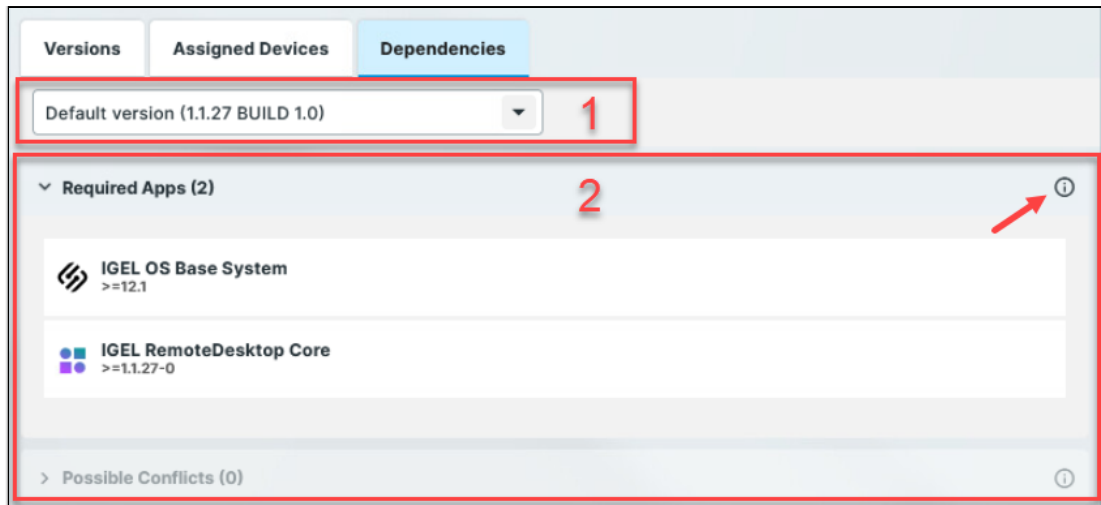 Versions
Assigned Devices
Dependencies
Default version (1.1.27 BUILD 1.0)
1
Required Apps (2)
2
IGEL OS Base System
>=12.1
IGEL RemoteDesktop Core
>=1.1.27-0
Possible Conflicts (0)